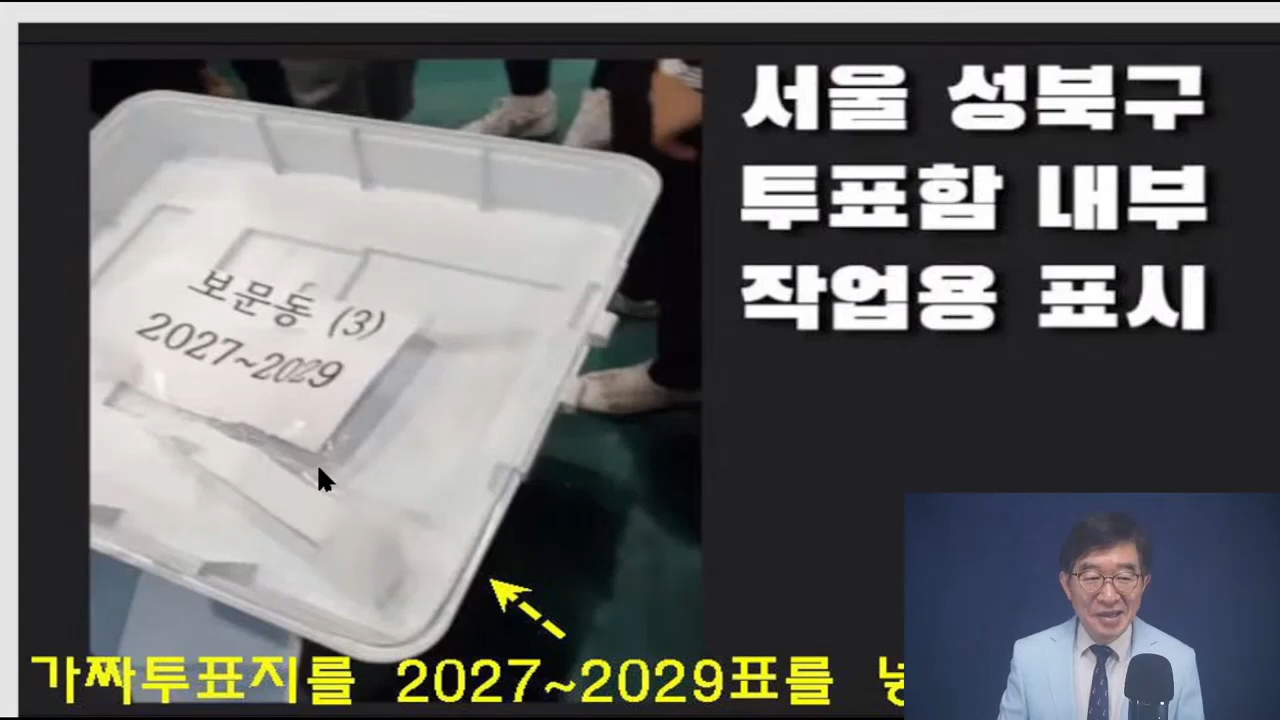 서울 성북구
투표함 내부
작업용 표시
보문동 (3)
2027~2029
가짜투표지를 2027~2029표를